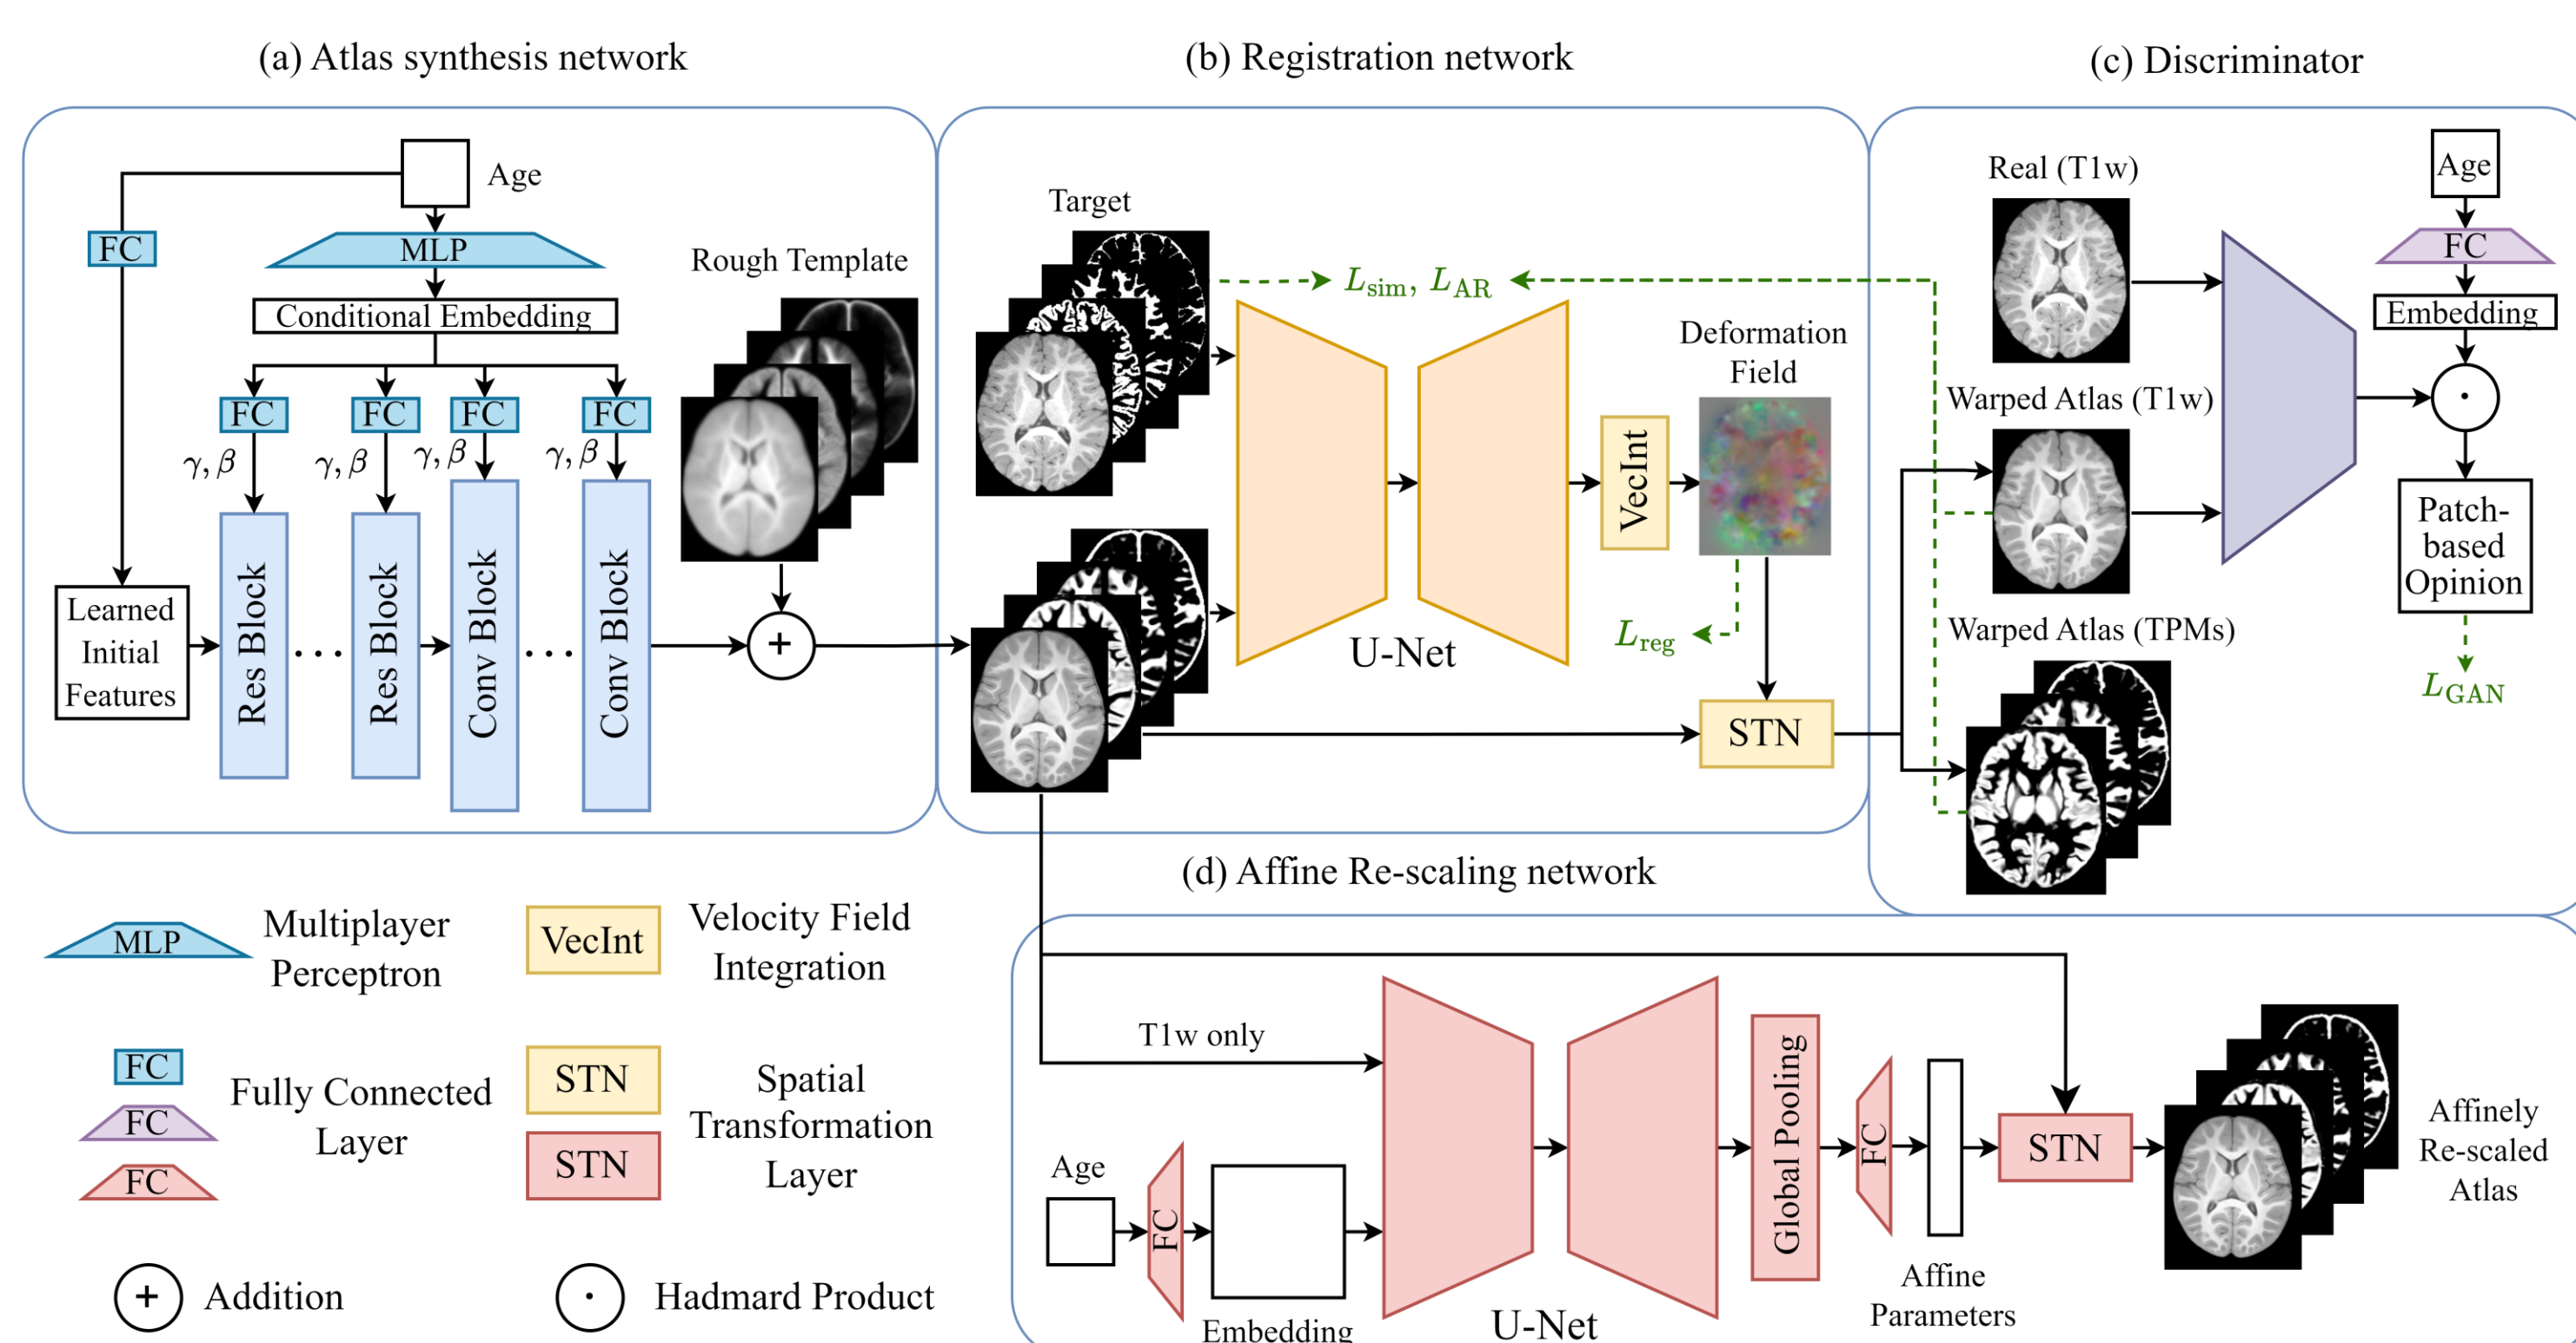 (a) Atlas synthesis network
Age
FC
MLP
Conditional Embedding
FC
FC
FC
FC
γ, β
γ, β
γ, β
γ, β
Learned
Initial
Features
Res Block
...
Res Block
Conv Block
...
Conv Block
Rough Template
+
(b) Registration network
Target
L_sim, L_AR
U-Net
VecInt
Deformation
Field
L_reg
STN
(c) Discriminator
Real (T1w)
Warped Atlas (T1w)
Warped Atlas (TPMs)
Age
FC
Embedding
Patch-
based
Opinion
L_GAN
(d) Affine Re-scaling network
T1w only
Age
FC
Embedding
U-Net
Global Pooling
FC
Affine
Parameters
STN
Affinely
Re-scaled
Atlas
MLP
Multiplayer
Perceptron
VecInt
Velocity Field
Integration
FC
FC
FC
Fully Connected
Layer
STN
STN
Spatial
Transformation
Layer
+
Addition
Hadmard Product